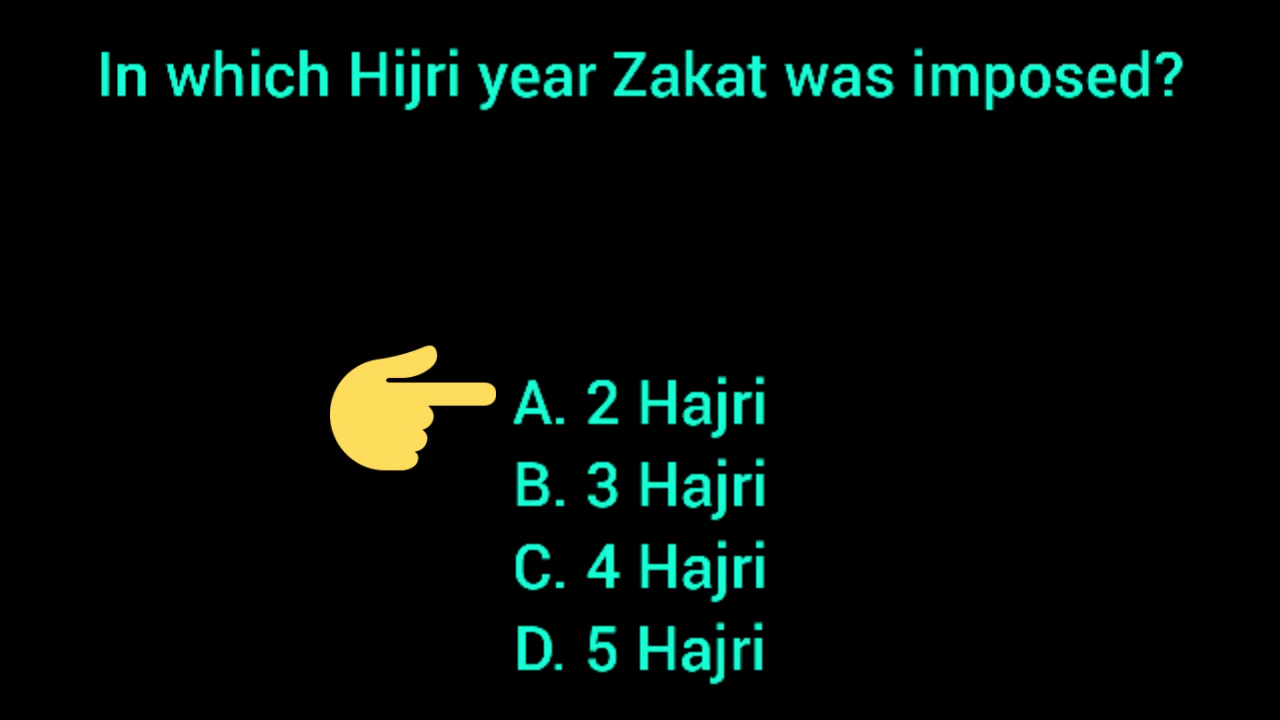 In which Hijri year Zakat was imposed?
A. 2 Hajri
B. 3 Hajri
C. 4 Hajri
D. 5 Hajri